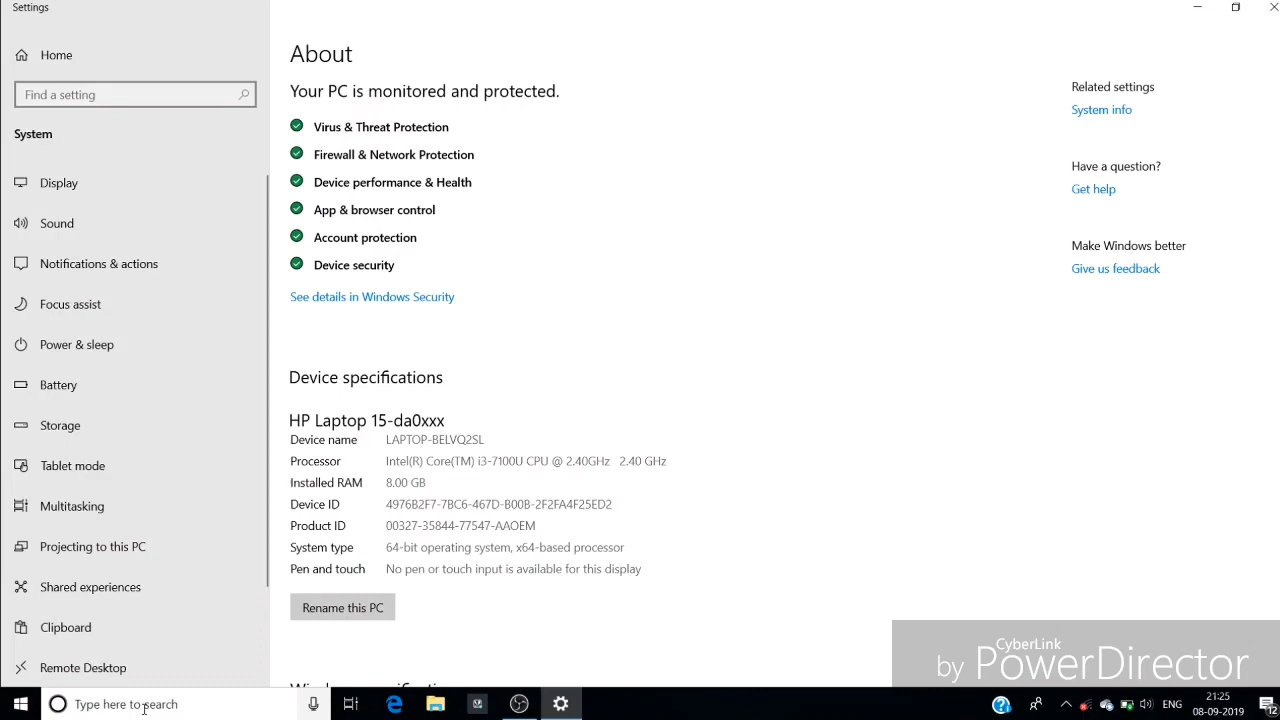 Settings
Home
Find a setting
System
Display
Sound
Notifications & actions
Focus assist
Power & sleep
Battery
Storage
Tablet mode
Multitasking
Projecting to this PC
Shared experiences
Clipboard
Remote Desktop
About
Your PC is monitored and protected.
Virus & Threat Protection
Firewall & Network Protection
Device performance & Health
App & browser control
Account protection
Device security
See details in Windows Security
Device specifications
HP Laptop 15-da0xxx
Device name LAPTOP-BELVQ2SL
Processor Intel(R) Core(TM) i3-7100U CPU @ 2.40GHz 2.40 GHz
Installed RAM 8.00 GB
Device ID 4976B2F7-7BC6-467D-B00B-2F2FA4F25ED2
Product ID 00327-35844-77547-AAOEM
System type 64-bit operating system, x64-based processor
Pen and touch No pen or touch input is available for this display
Rename this PC
Related settings
System info
Have a question?
Get help
Make Windows better
Give us feedback
CyberLink
by PowerDirector
Type here to search
ENG
21:25
08-09-2019